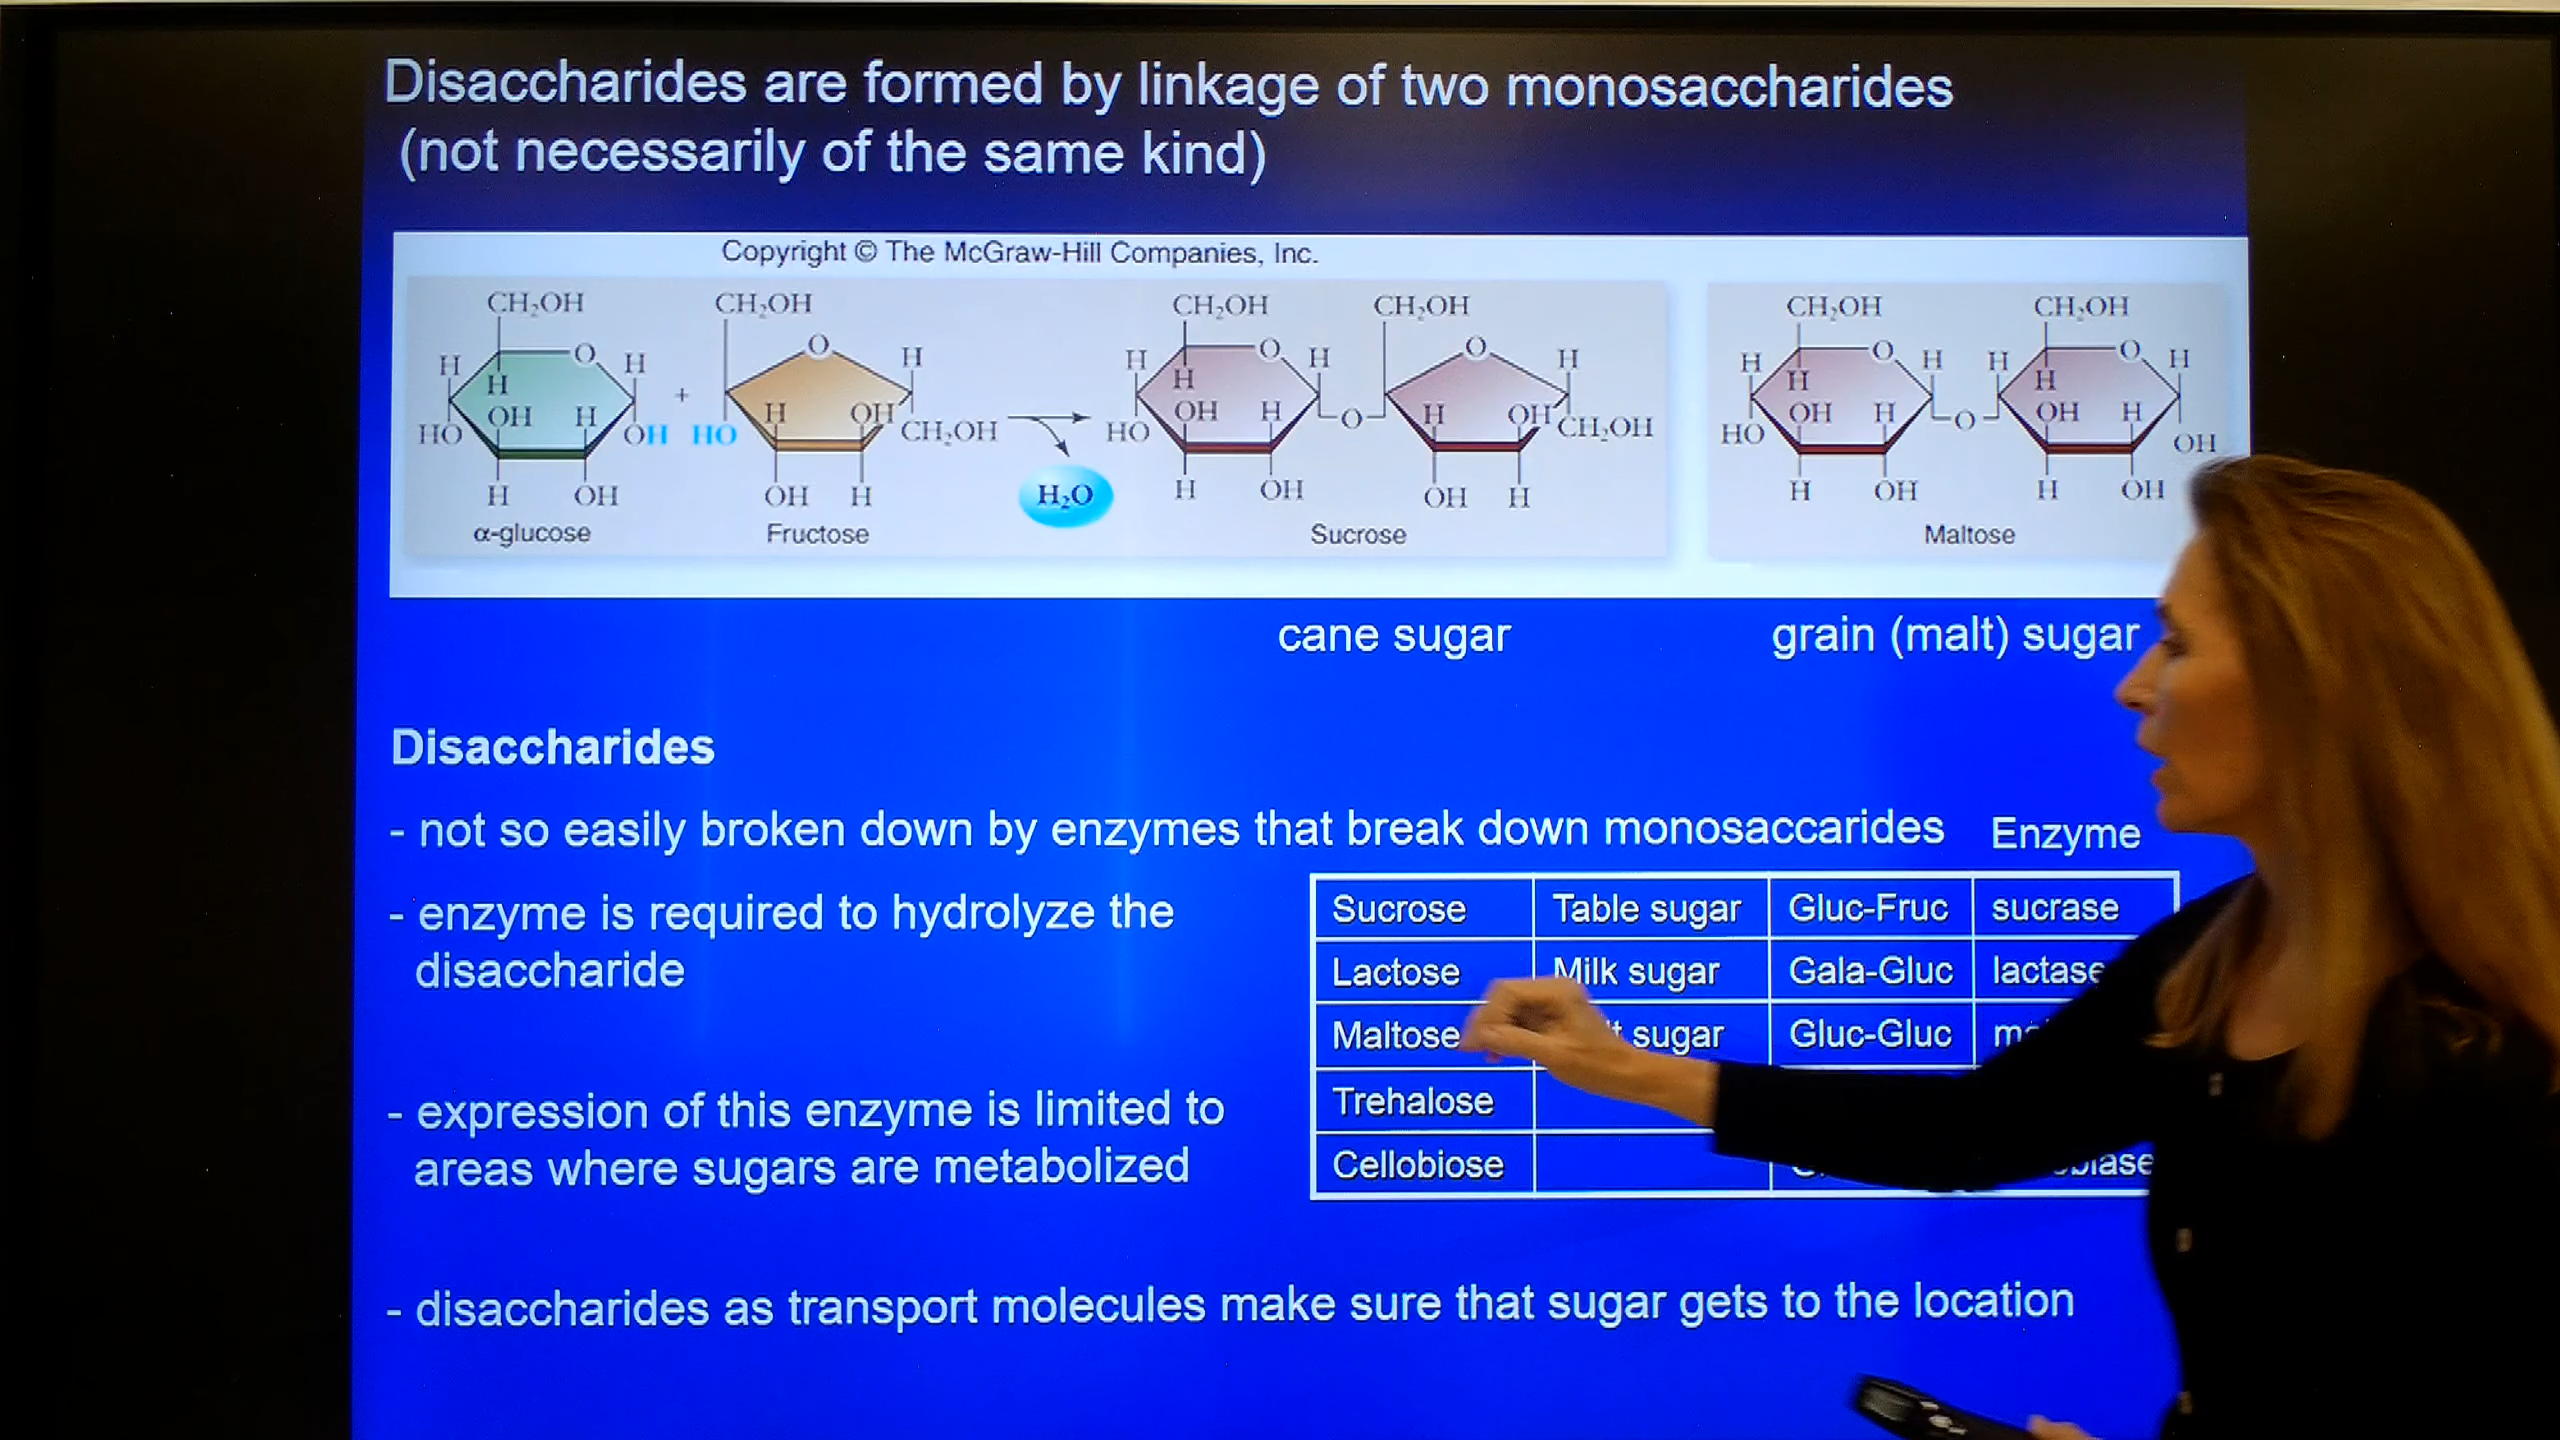 Disaccharides are formed by linkage of two monosaccharides
(not necessarily of the same kind)
Copyright © The McGraw-Hill Companies, Inc.
CH₂OH CH₂OH CH₂OH CH₂OH CH₂OH CH₂OH
H O H O H H O H O H H O H H O H
H + H H H
OH H H OH OH H H OH OH H OH H
HO OH HO CH₂OH HO O CH₂OH HO O OH
H₂O
H OH OH H H OH OH H H OH H OH
α-glucose Fructose Sucrose Maltose
cane sugar grain (malt) sugar
Disaccharides
- not so easily broken down by enzymes that break down monosaccarides Enzyme
- enzyme is required to hydrolyze the
disaccharide
- expression of this enzyme is limited to
areas where sugars are metabolized
Sucrose Table sugar Gluc-Fruc sucrase
Lactose Milk sugar Gala-Gluc lactase
Maltose sugar Gluc-Gluc
Trehalose
Cellobiose
- disaccharides as transport molecules make sure that sugar gets to the location